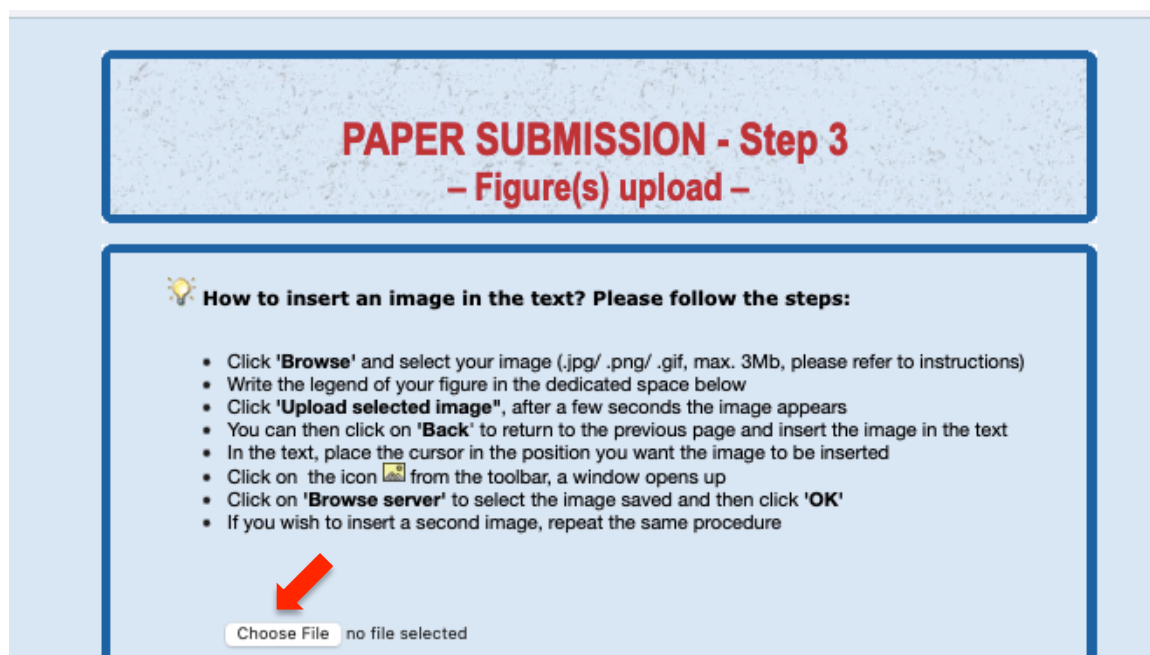 PAPER SUBMISSION - Step 3
– Figure(s) upload –
How to insert an image in the text? Please follow the steps:
• Click 'Browse' and select your image (.jpg/ .png/ .gif, max. 3Mb, please refer to instructions)
• Write the legend of your figure in the dedicated space below
• Click 'Upload selected image", after a few seconds the image appears
• You can then click on 'Back' to return to the previous page and insert the image in the text
• In the text, place the cursor in the position you want the image to be inserted
• Click on  the icon from the toolbar, a window opens up
• Click on 'Browse server' to select the image saved and then click 'OK'
• If you wish to insert a second image, repeat the same procedure
Choose File no file selected